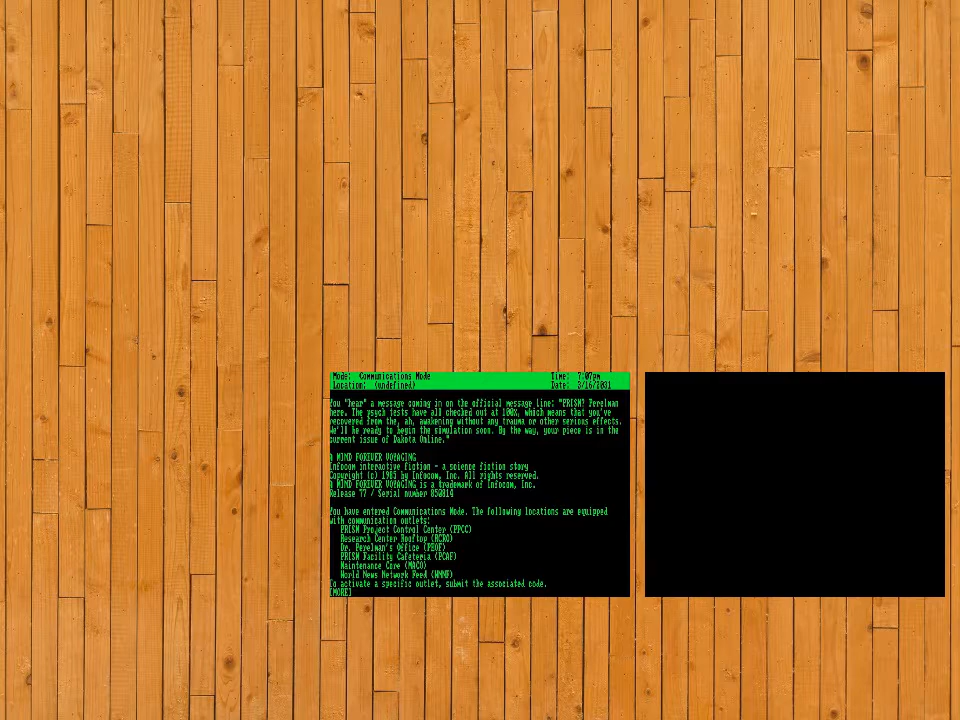 Mode: Communications Mode Time: 7:07pm
Location: (undefined) Date: 3/16/2031
You "hear" a message coming in on the official message line: "PRISM? Perelman
here. The psych tests have all checked out at 100%, which means that you've
recovered from the, ah, awakening without any trauma or other serious effects.
We'll be ready to begin the simulation soon. By the way, your piece is in the
current issue of Dakota Online."
A MIND FOREVER VOYAGING
Infocom interactive fiction - a science fiction story
Copyright (c) 1985 by Infocom, Inc. All rights reserved.
A MIND FOREVER VOYAGING is a trademark of Infocom, Inc.
Release 77 / Serial number 850814
You have entered Communications Mode. The following locations are equipped
with communication outlets:
PRISM Project Control Center (PPCC)
Research Center Rooftop (RCRO)
Dr. Perelman's Office (PEOF)
PRISM Facility Cafeteria (PCAF)
Maintenance Core (MACO)
World News Network Feed (WNNF)
To activate a specific outlet, submit the associated code.
[MORE]